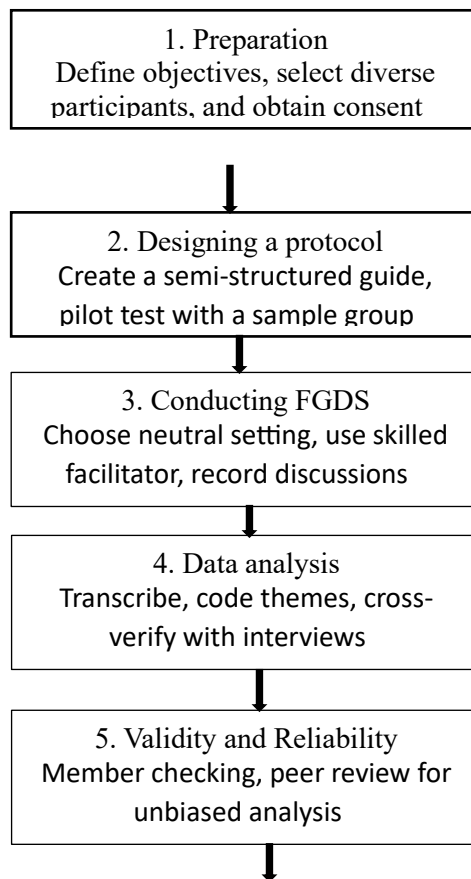 1. Preparation
Define objectives, select diverse
participants, and obtain consent
2. Designing a protocol
Create a semi-structured guide,
pilot test with a sample group
3. Conducting FGDS
Choose neutral setting, use skilled
facilitator, record discussions
4. Data analysis
Transcribe, code themes, cross-
verify with interviews
5. Validity and Reliability
Member checking, peer review for
unbiased analysis